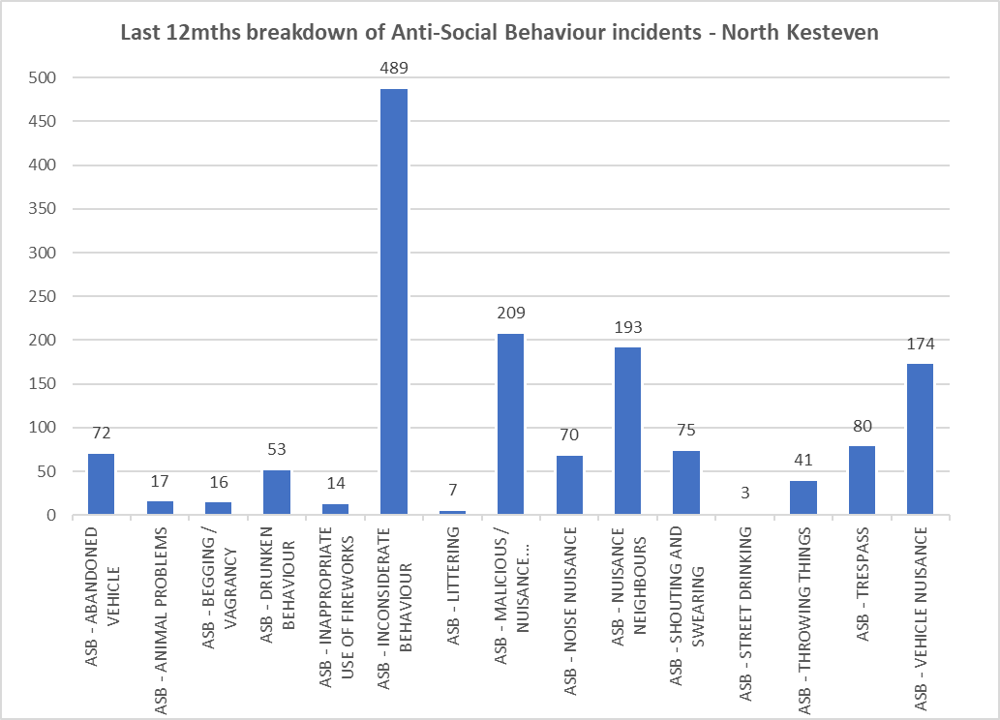 Last 12mths breakdown of Anti-Social Behaviour incidents - North Kesteven
500
450
400
350
300
250
200
150
100
50
0
72
17
16
53
14
489
7
209
70
193
75
3
41
80
174
ASB - ABANDONED
VEHICLE
ASB - ANIMAL PROBLEMS
ASB - BEGGING /
VAGRANCY
ASB - DRUNKEN
BEHAVIOUR
ASB - INAPPROPRIATE
USE OF FIREWORKS
ASB - INCONSIDERATE
BEHAVIOUR
ASB - LITTERING
ASB - MALICIOUS /
NUISANCE...
ASB - NOISE NUISANCE
ASB - NUISANCE
NEIGHBOURS
ASB - SHOUTING AND
SWEARING
ASB - STREET DRINKING
ASB - THROWING THINGS
ASB - TRESPASS
ASB - VEHICLE NUISANCE